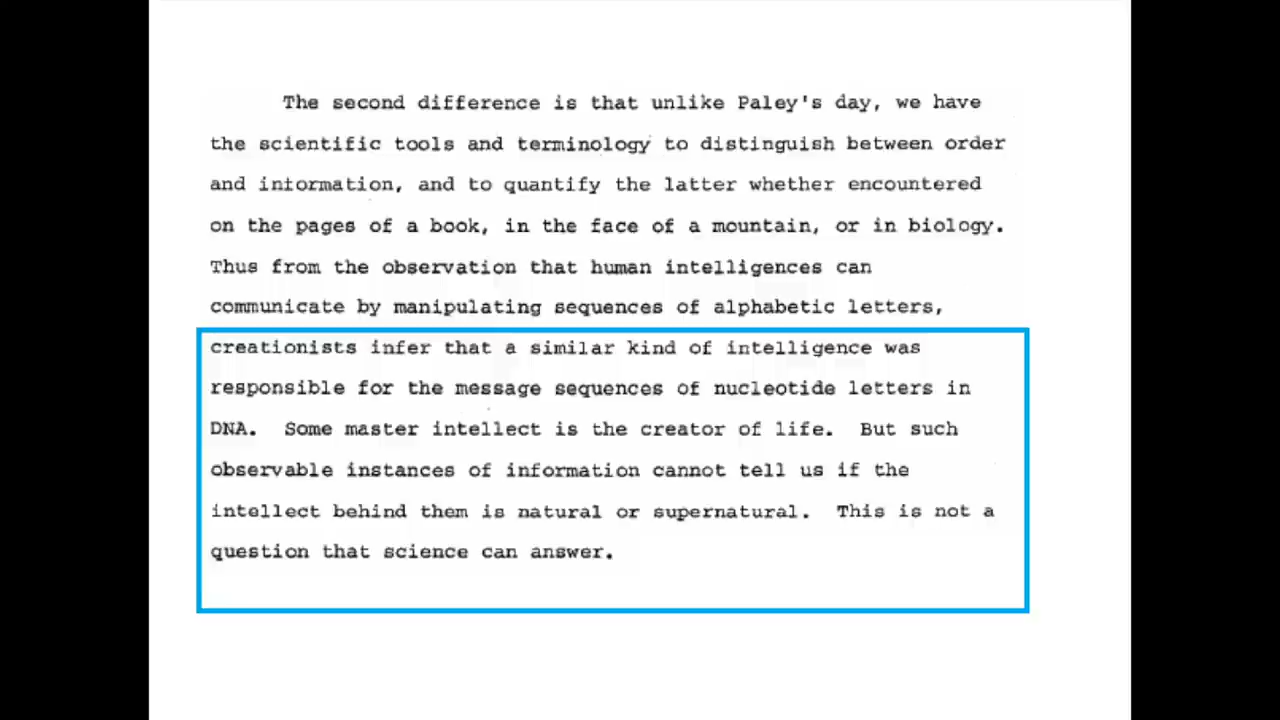 The second difference is that unlike Paley's day, we have
the scientific tools and terminology to distinguish between order
and information, and to quantify the latter whether encountered
on the pages of a book, in the face of a mountain, or in biology.
Thus from the observation that human intelligences can
communicate by manipulating sequences of alphabetic letters,
creationists infer that a similar kind of intelligence was
responsible for the message sequences of nucleotide letters in
DNA. Some master intellect is the creator of life. But such
observable instances of information cannot tell us if the
intellect behind them is natural or supernatural. This is not a
question that science can answer.